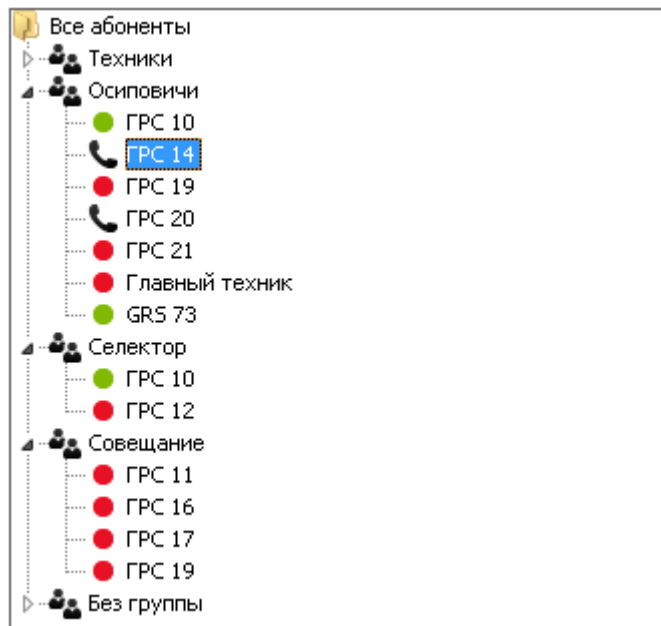 Все абоненты
Техники
Осиповичи
ГРС 10
ГРС 14
ГРС 19
ГРС 20
ГРС 21
Главный техник
GRS 73
Селектор
ГРС 10
ГРС 12
Совещание
ГРС 11
ГРС 16
ГРС 17
ГРС 19
Без группы